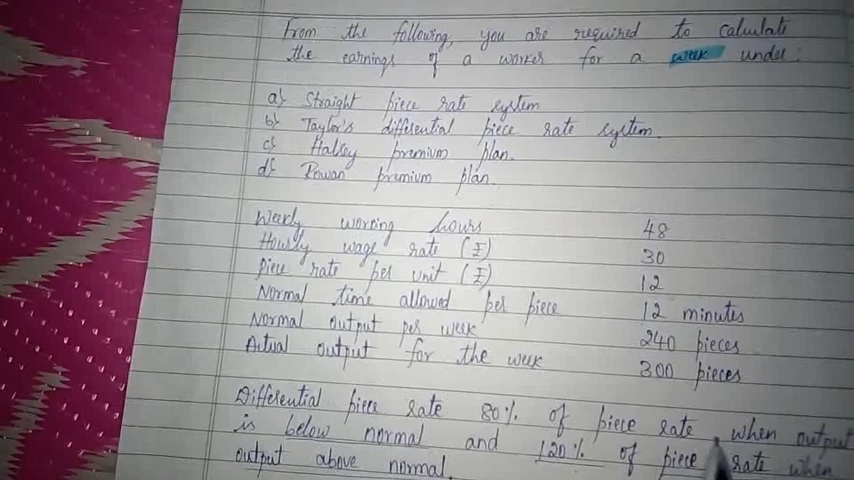 From the following, you are required to calculate
the earnings of a worker for a week under:
a) Straight piece rate system
b) Taylor's differential piece rate system.
c) Halsey premium plan.
d) Rowan premium plan.
Weekly working hours 48
Hourly wage rate (₹) 30
Piece rate per unit (₹) 12
Normal time allowed per piece 12 minutes
Normal output per week 240 pieces
Actual output for the week 300 pieces
Differential piece rate 80% of piece rate when output
is below normal and 120% of piece rate when
output above normal.